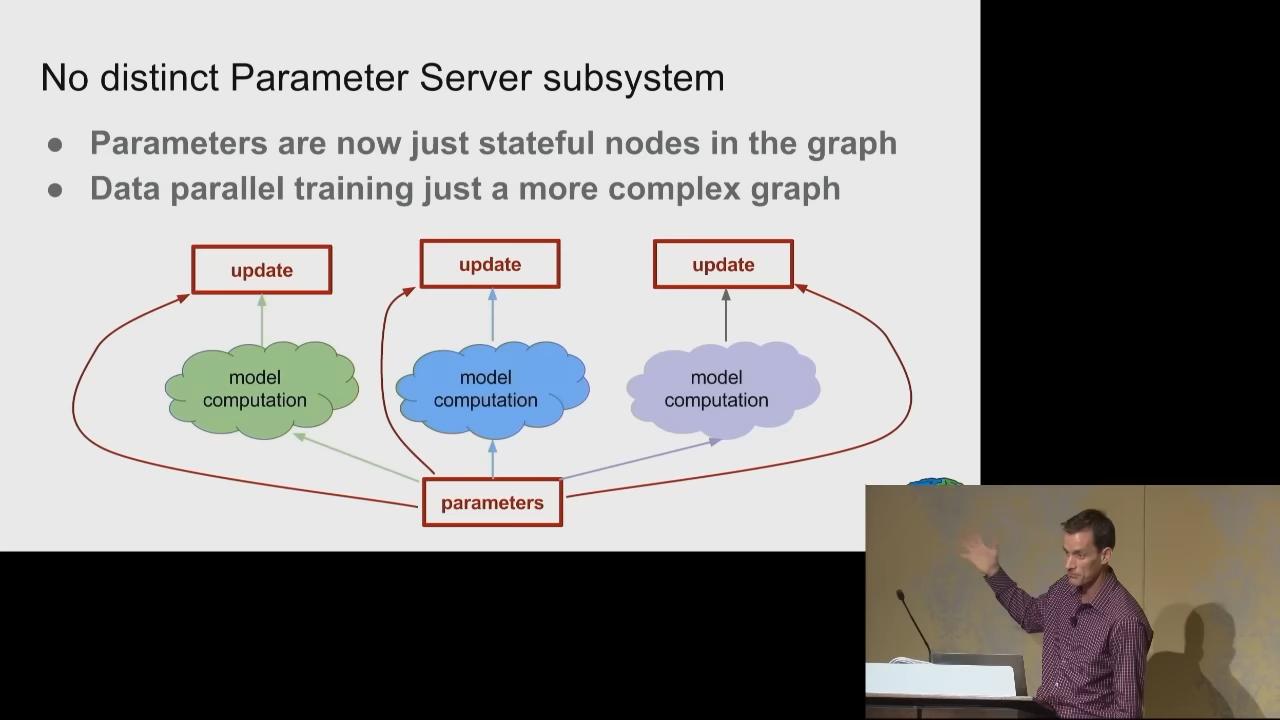 No distinct Parameter Server subsystem
● Parameters are now just stateful nodes in the graph
● Data parallel training just a more complex graph
update
update
update
model
computation
model
computation
model
computation
parameters